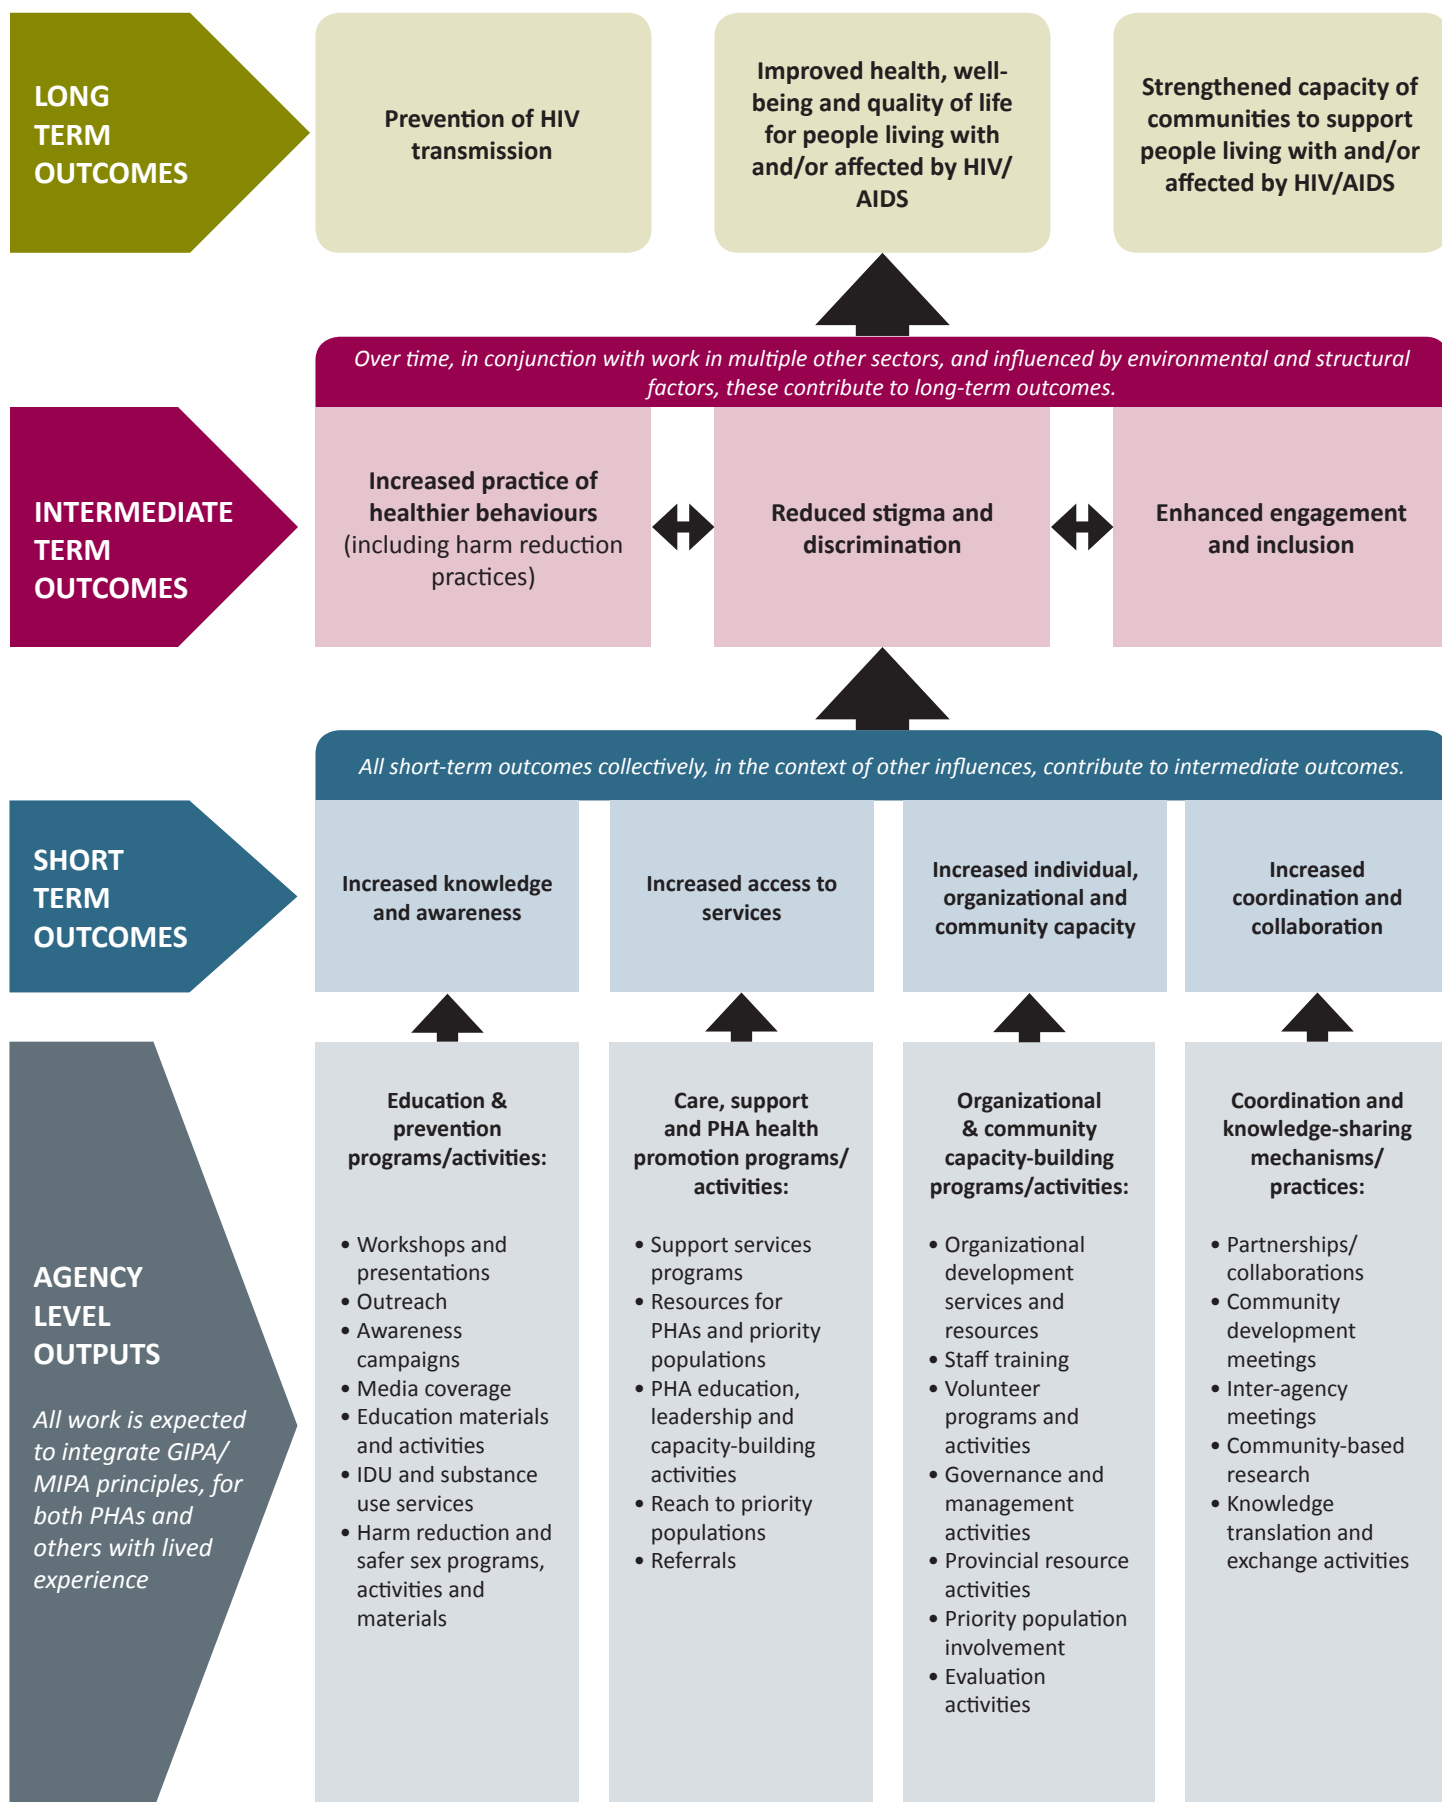 LONG
TERM
OUTCOMES
Prevention of HIV
transmission
Improved health, well-
being and quality of life
for people living with
and/or affected by HIV/
AIDS
Strengthened capacity of
communities to support
people living with and/or
affected by HIV/AIDS
Over time, in conjunction with work in multiple other sectors, and influenced by environmental and structural
factors, these contribute to long-term outcomes.
INTERMEDIATE
TERM
OUTCOMES
Increased practice of
healthier behaviours
(including harm reduction
practices)
Reduced stigma and
discrimination
Enhanced engagement
and inclusion
All short-term outcomes collectively, in the context of other influences, contribute to intermediate outcomes.
SHORT
TERM
OUTCOMES
Increased knowledge
and awareness
Increased access to
services
Increased individual,
organizational and
community capacity
Increased
coordination and
collaboration
AGENCY
LEVEL
OUTPUTS
All work is expected
to integrate GIPA/
MIPA principles, for
both PHAs and
others with lived
experience
Education &
prevention
programs/activities:
• Workshops and
presentations
• Outreach
• Awareness
campaigns
• Media coverage
• Education materials
and activities
• IDU and substance
use services
• Harm reduction and
safer sex programs,
activities and
materials
Care, support
and PHA health
promotion programs/
activities:
• Support services
programs
• Resources for
PHAs and priority
populations
• PHA education,
leadership and
capacity-building
activities
• Reach to priority
populations
• Referrals
Organizational
& community
capacity-building
programs/activities:
• Organizational
development
services and
resources
• Staff training
• Volunteer
programs and
activities
• Governance and
management
activities
• Provincial resource
activities
• Priority population
involvement
• Evaluation
activities
Coordination and
knowledge-sharing
mechanisms/
practices:
• Partnerships/
collaborations
• Community
development
meetings
• Inter-agency
meetings
• Community-based
research
• Knowledge
translation and
exchange activities